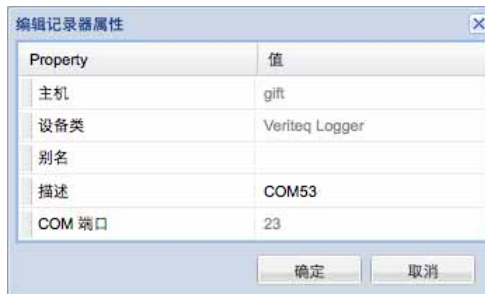 编辑记录器属性
Property 值
主机 gift
设备类 Veriteq Logger
别名
描述 COM53
COM 端口 23
确定 取消